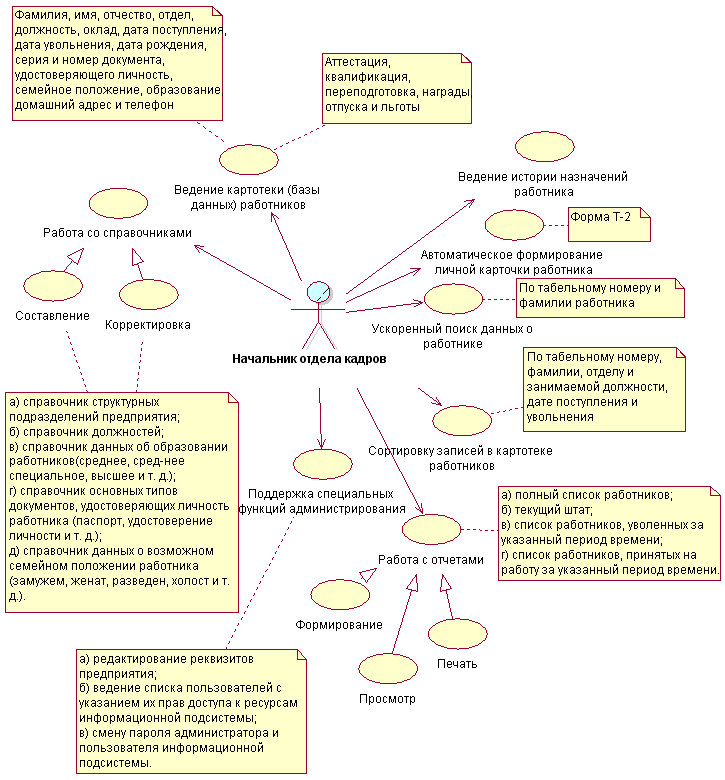 Фамилия, имя, отчество, отдел,
должность, оклад, дата поступления,
дата увольнения, дата рождения,
серия и номер документа,
удостоверяющего личность,
семейное положение, образование
домашний адрес и телефон
Аттестация,
квалификация,
переподготовка, награды,
отпуска и льготы
Ведение картотеки (базы
данных) работников
Ведение истории назначений
работника
Работа со справочниками
Форма Т-2
Автоматическое формирование
личной карточки работника
Составление
Корректировка
По табельному номеру и
фамилии работника
Ускоренный поиск данных о
работнике
Начальник отдела кадров
По табельному номеру,
фамилии, отделу и
занимаемой должности,
дате поступления и
увольнения
Сортировку записей в картотеке
работников
а) справочник структурных
подразделений предприятия;
б) справочник должностей;
в) справочник данных об образовании
работников(среднее, сред-нее
специальное, высшее и т. д.);
г) справочник основных типов
документов, удостоверяющих личность
работника (паспорт, удостоверение
личности и т. д.);
д) справочник данных о возможном
семейном положении работника
(замужем, женат, разведен, холост и т.
д.).
Поддержка специальных
функций администрирования
а) полный список работников;
б) текущий штат;
в) список работников, уволенных за
указанный период времени;
г) список работников, принятых на
работу за указанный период времени.
Работа с отчетами
Формирование
Печать
Просмотр
а) редактирование реквизитов
предприятия;
б) ведение списка пользователей с
указанием их прав доступа к ресурсам
информационной подсистемы;
в) смену пароля администратора и
пользователя информационной
подсистемы.